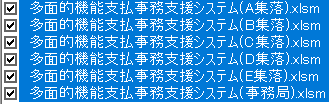 多面的機能支払事務支援システム(A集落).xlsm
多面的機能支払事務支援システム(B集落).xlsm
多面的機能支払事務支援システム(C集落).xlsm
多面的機能支払事務支援システム(D集落).xlsm
多面的機能支払事務支援システム(E集落).xlsm
多面的機能支払事務支援システム(事務局).xlsm